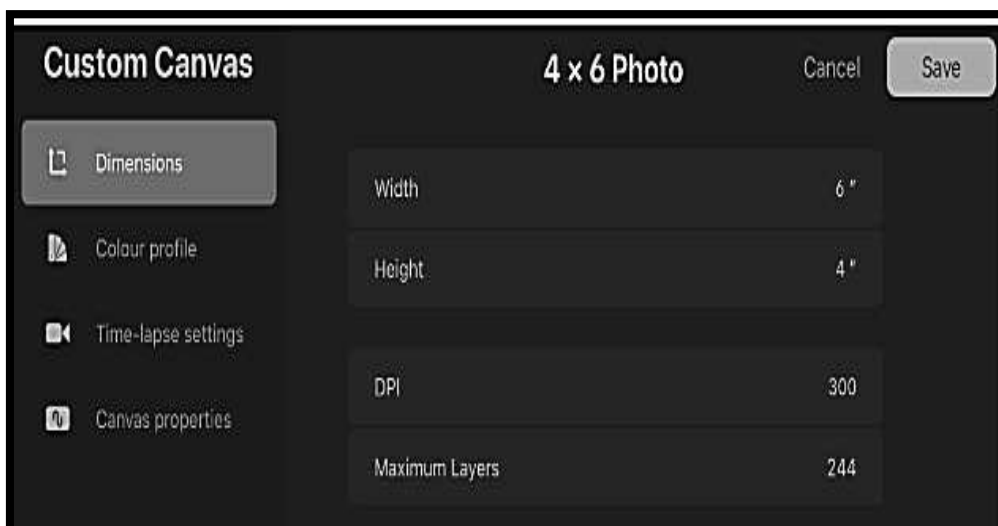 Custom Canvas
4 × 6 Photo
Cancel
Save
Dimensions
Colour profile
Time-lapse settings
Canvas properties
Width 6 "
Height 4 "
DPI 300
Maximum Layers 244